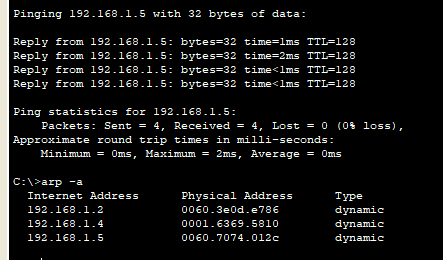 Pinging 192.168.1.5 with 32 bytes of data:
Reply from 192.168.1.5: bytes=32 time=1ms TTL=128
Reply from 192.168.1.5: bytes=32 time=2ms TTL=128
Reply from 192.168.1.5: bytes=32 time<1ms TTL=128
Reply from 192.168.1.5: bytes=32 time<1ms TTL=128
Ping statistics for 192.168.1.5:
Packets: Sent = 4, Received = 4, Lost = 0 (0% loss),
Approximate round trip times in milli-seconds:
Minimum = 0ms, Maximum = 2ms, Average = 0ms
C:\>arp -a
Internet Address Physical Address Type
192.168.1.2 0060.3e0d.e786 dynamic
192.168.1.4 0001.6369.5810 dynamic
192.168.1.5 0060.7074.012c dynamic